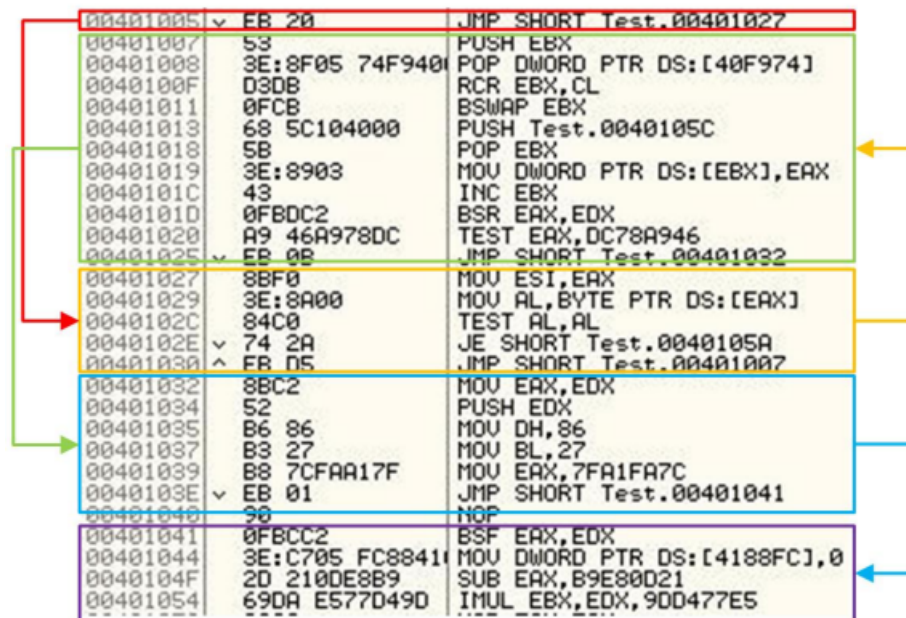 00401005 EB 20 JMP SHORT Test.00401027
00401007 53 PUSH EBX
00401008 3E:8F05 74F940( POP DWORD PTR DS:[40F974]
0040100F D3DB RCR EBX,CL
00401011 0FCB BSWAP EBX
00401013 68 5C104000 PUSH Test.0040105C
00401018 5B POP EBX
00401019 3E:8903 MOV DWORD PTR DS:[EBX],EAX
0040101C 43 INC EBX
0040101D 0FBDC2 BSR EAX,EDX
00401020 A9 46A978DC TEST EAX,DC78A946
00401025 EB 0B JMP SHORT Test.00401032
00401027 8BF0 MOV ESI,EAX
00401029 3E:8A00 MOV AL,BYTE PTR DS:[EAX]
0040102C 84C0 TEST AL,AL
0040102E 74 2A JE SHORT Test.0040105A
00401030 ^ EB D5 JMP SHORT Test.00401007
00401032 8BC2 MOV EAX,EDX
00401034 52 PUSH EDX
00401035 B6 86 MOV DH,86
00401037 B3 27 MOV BL,27
00401039 B8 7CFAA17F MOV EAX,7FA1FA7C
0040103E EB 01 JMP SHORT Test.00401041
00401040 90 NOP
00401041 0FBCC2 BSF EAX,EDX
00401044 3E:C705 FC8841( MOV DWORD PTR DS:[4188FC],0
0040104F 2D 210DE8B9 SUB EAX,B9E80D21
00401054 69DA E577D49D IMUL EBX,EDX,9DD477E5